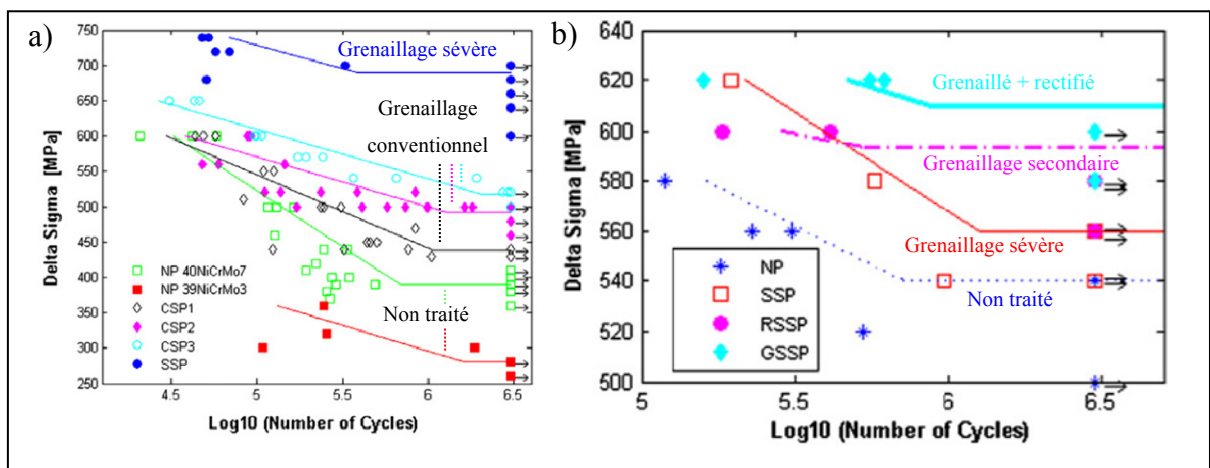 a)
750
700
650
600
550
500
450
400
350
300
250
Delta Sigma [MPa]
Grenaillage sévère
Grenaillage
conventionnel
Non traité
NP 40NiCrMo7
NP 39NiCrMo3
CSP1
CSP2
CSP3
SSP
4.5
5
5.5
6
6.5
Log10 (Number of Cycles)
b)
640
620
600
580
560
540
520
500
Delta Sigma [MPa]
Grenaillé + rectifié
Grenaillage secondaire
Grenaillage sévère
Non traité
NP
SSP
RSSP
GSSP
5
5.5
6
6.5
Log10 (Number of Cycles)